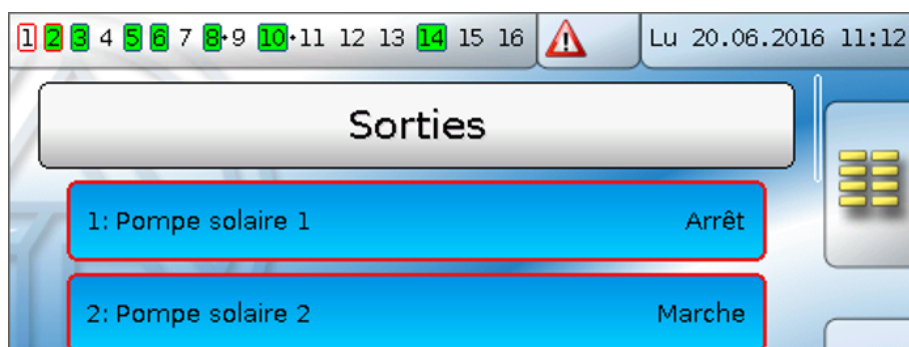 1 2 3 4 5 6 7 8·9 10·11 12 13 14 15 16 Lu 20.06.2016 11:12
Sorties
1: Pompe solaire 1 Arrêt
2: Pompe solaire 2 Marche